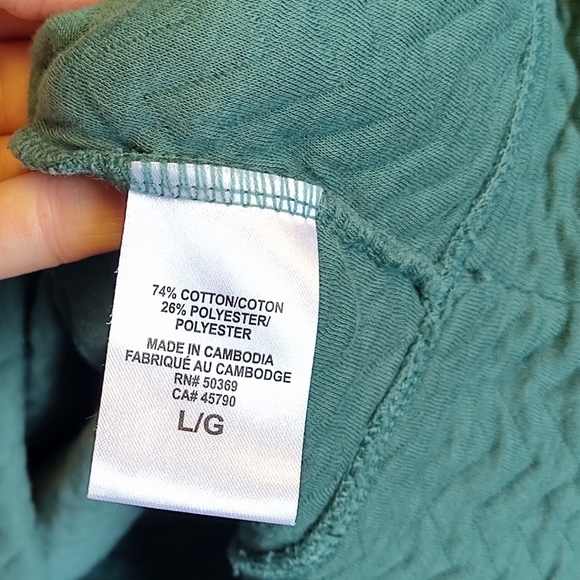 74% COTTON/COTON
26% POLYESTER/
POLYESTER
MADE IN CAMBODIA
FABRIQUÉ AU CAMBODGE
RN# 50369
CA# 45790
L/G